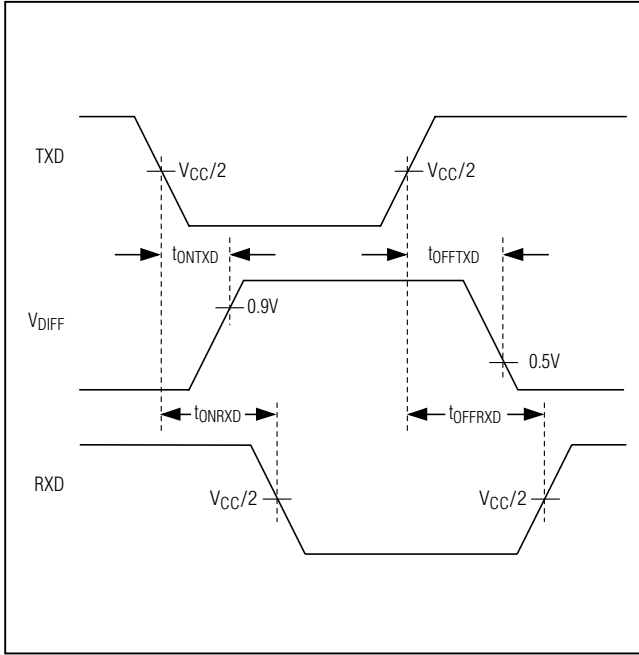 TXD
VCC/2
VCC/2
tONTXD
tOFFTXD
VDIFF
0.9V
0.5V
tONRXD
tOFFRXD
RXD
VCC/2
VCC/2